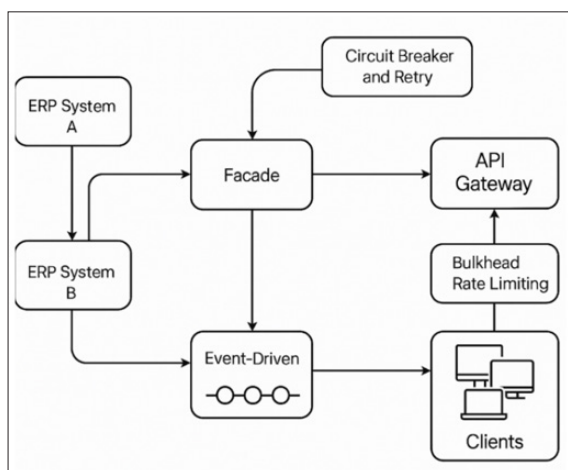 Circuit Breaker
and Retry
ERP System
A
Facade
API
Gateway
ERP System
B
Bulkhead
Rate Limiting
Event-Driven
Clients